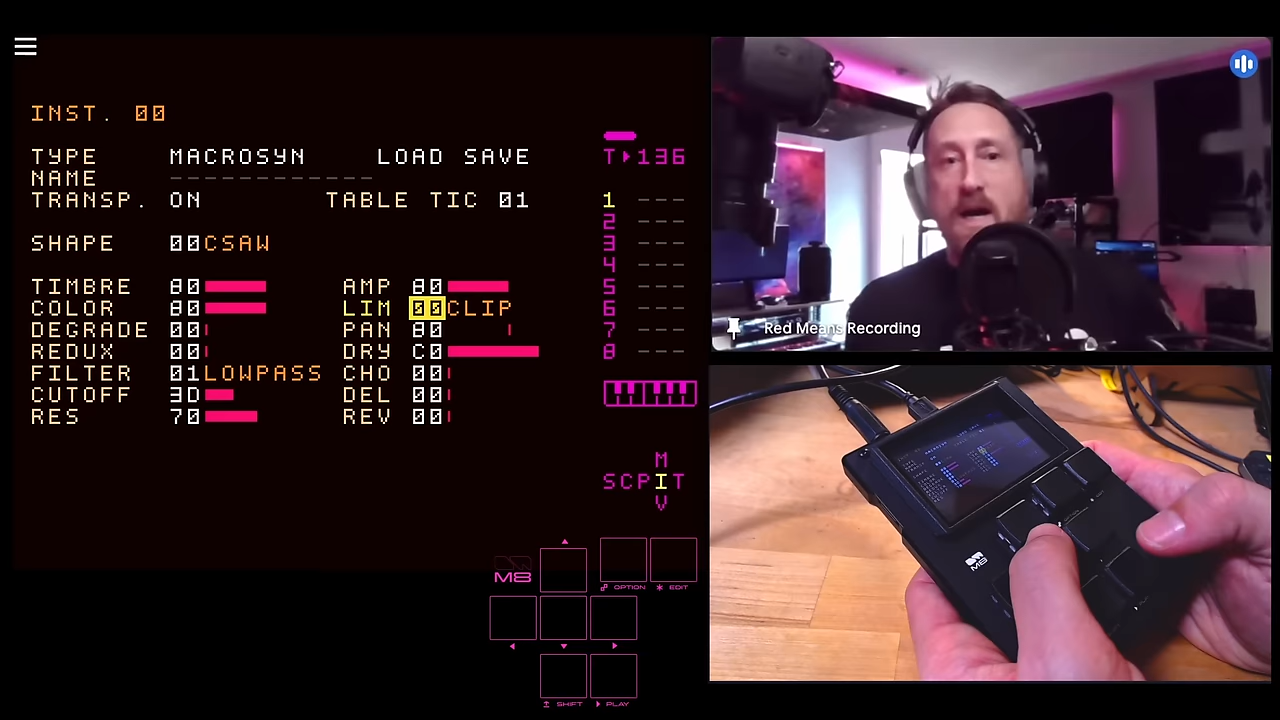 INST. 00
TYPE MACROSYN LOAD SAVE
NAME ------------
TRANSP. ON TABLE TIC 01
SHAPE 00CSAW
TIMBRE 80 AMP 80
COLOR 80 LIM 00CLIP
DEGRADE 00 PAN 80
REDUX 00 DRY C0
FILTER 01LOWPASS CHO 00
CUTOFF 3D DEL 00
RES 70 REV 00
T▸136
1 ---
2 ---
3 ---
4 ---
5 ---
6 ---
7 ---
8 ---
M
SCPIT
V
M8
OPTION
EDIT
SHIFT
PLAY
Red Means Recording
M8